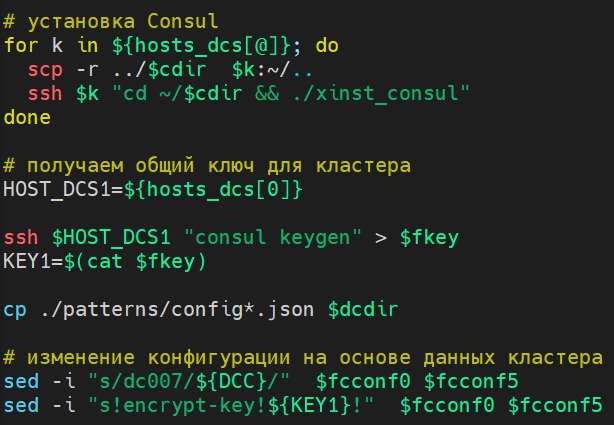 # установка Consul
for k in ${hosts_dcs[@]}; do
  scp -r ../$cdir  $k:~/..
  ssh $k "cd ~/$cdir && ./xinst_consul"
done

# получаем общий ключ для кластера
HOST_DCS1=${hosts_dcs[0]}

ssh $HOST_DCS1 "consul keygen" > $fkey
KEY1=$(cat $fkey)

cp ./patterns/config*.json $dcdir

# изменение конфигурации на основе данных кластера
sed -i "s/dc007/${DCC}/"  $fcconf0 $fcconf5
sed -i "s!encrypt-key!${KEY1}!"  $fcconf0 $fcconf5